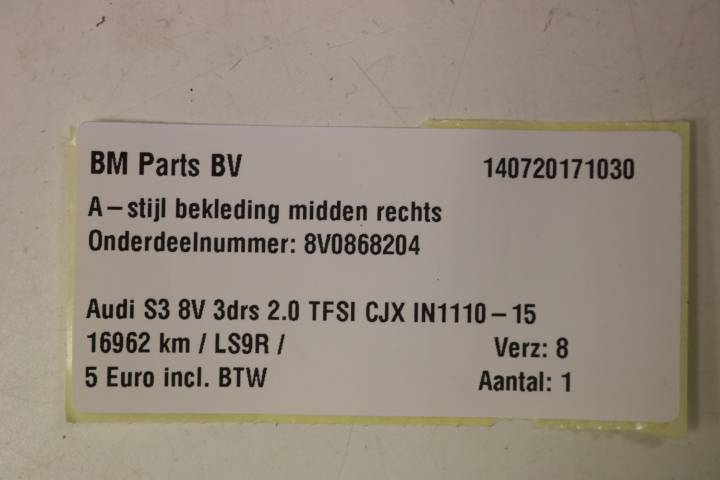 BM Parts BV 140720171030
A-stijl bekleding midden rechts
Onderdeelnummer: 8V0868204
Audi S3 8V 3drs 2.0 TFSI CJX IN1110-15
16962 km / LS9R / Verz: 8
5 Euro incl. BTW Aantal: 1